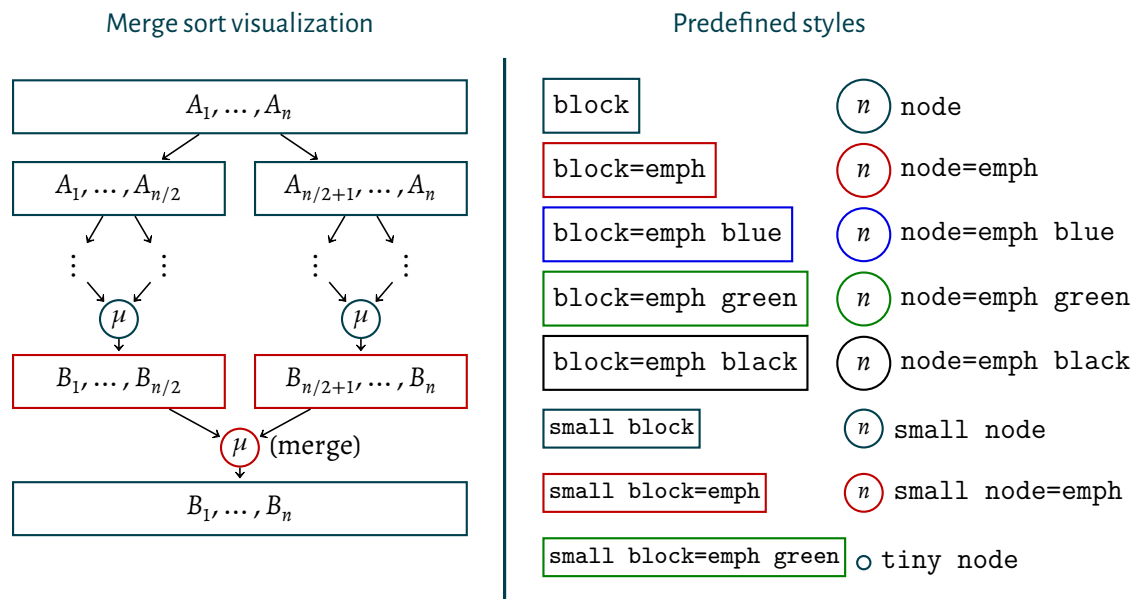 Merge sort visualization
A₁, … , Aₙ
A₁, … , Aₙ/₂
Aₙ/₂₊₁, … , Aₙ
⋮ ⋮ ⋮ ⋮
μ
μ
B₁, … , Bₙ/₂
Bₙ/₂₊₁, … , Bₙ
μ (merge)
B₁, … , Bₙ
Predefined styles
block
n node
block=emph
n node=emph
block=emph blue
n node=emph blue
block=emph green
n node=emph green
block=emph black
n node=emph black
small block
n small node
small block=emph
n small node=emph
small block=emph green
tiny node